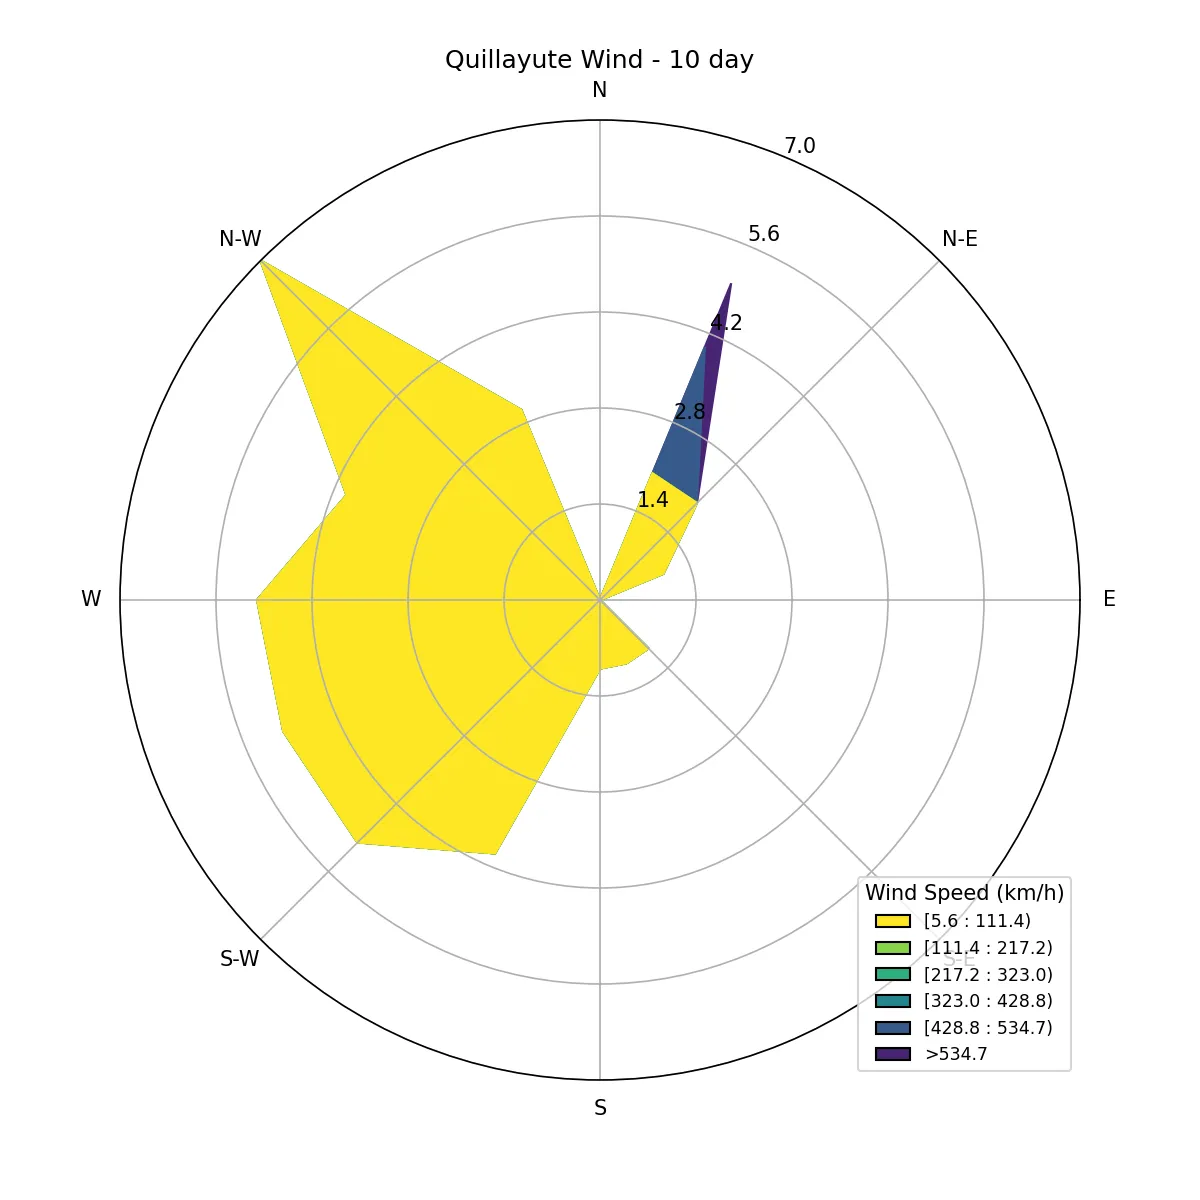 Quillayute Wind - 10 day
N
7.0
5.6
N-W
N-E
4.2
2.8
1.4
W
E
Wind Speed (km/h)
[5.6 : 111.4)
[111.4 : 217.2)
S-W
S-E
[217.2 : 323.0)
[323.0 : 428.8)
[428.8 : 534.7)
>534.7
S